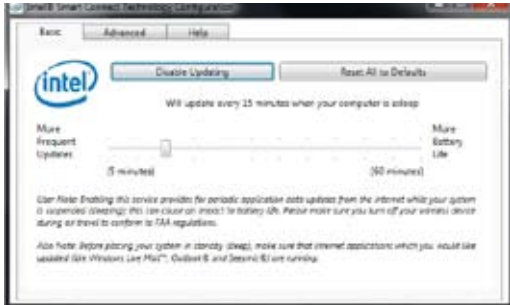 Intel® Smart Connect Technology Configuration
Basic Advanced Help
intel
Disable Updating Reset All to Defaults
Will update every 15 minutes when your computer is asleep
More Frequent Updates
More Battery Life
(5 minutes) (60 minutes)
User Note: Enabling this service provides for periodic application data updates from the internet while your system
is suspended (sleeping); this can cause an impact to battery life. Please make sure you turn off your wireless device
during air travel to conform to FAA regulations.
Also Note: Before placing your system in standby (sleep), make sure that internet applications which you would like
updated (like Windows Live Mail™, Outlook® and Seesmic®) are running.